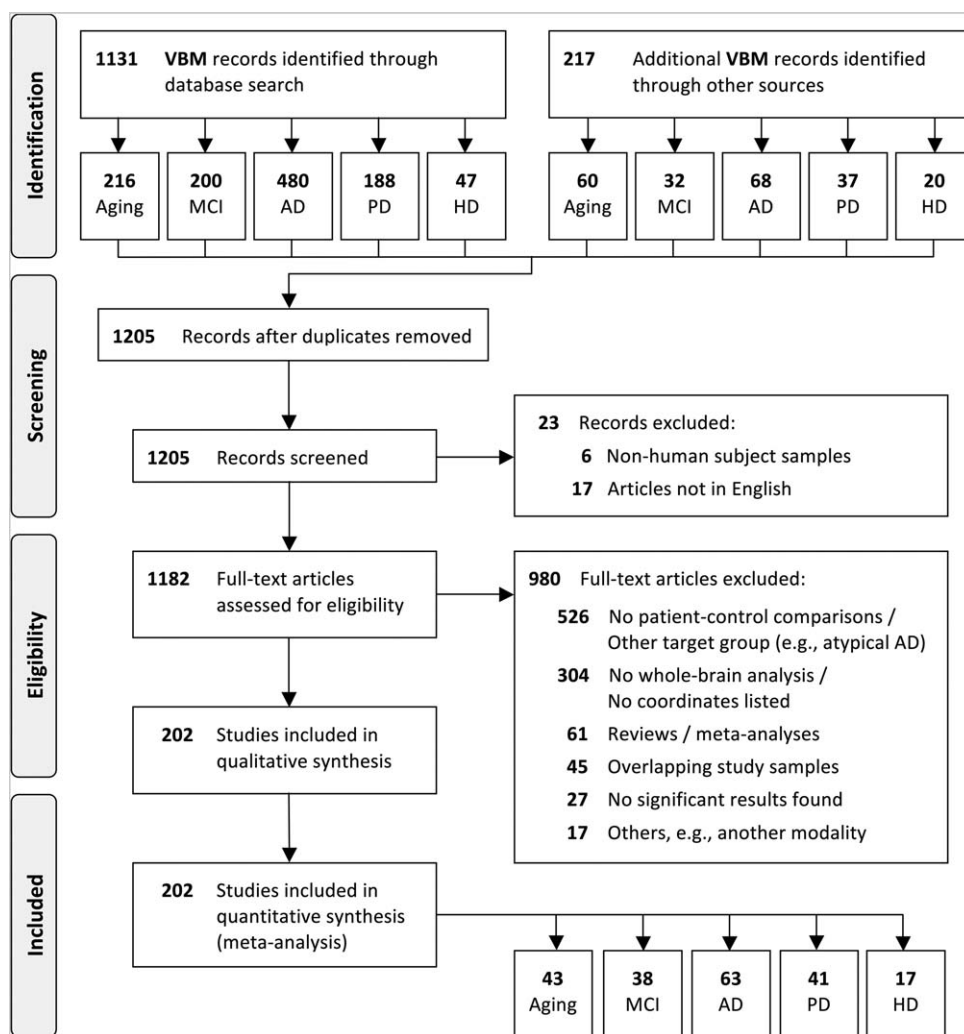 Identification
1131 VBM records identified through
database search
217 Additional VBM records identified
through other sources
216 200 480 188 47
Aging MCI AD PD HD
60 32 68 37 20
Aging MCI AD PD HD
Screening
1205 Records after duplicates removed
1205 Records screened
23 Records excluded:
6 Non-human subject samples
17 Articles not in English
Eligibility
1182 Full-text articles
assessed for eligibility
980 Full-text articles excluded:
526 No patient-control comparisons /
Other target group (e.g., atypical AD)
304 No whole-brain analysis /
No coordinates listed
61 Reviews / meta-analyses
45 Overlapping study samples
27 No significant results found
17 Others, e.g., another modality
202 Studies included in
qualitative synthesis
Included
202 Studies included in
quantitative synthesis
(meta-analysis)
43 38 63 41 17
Aging MCI AD PD HD